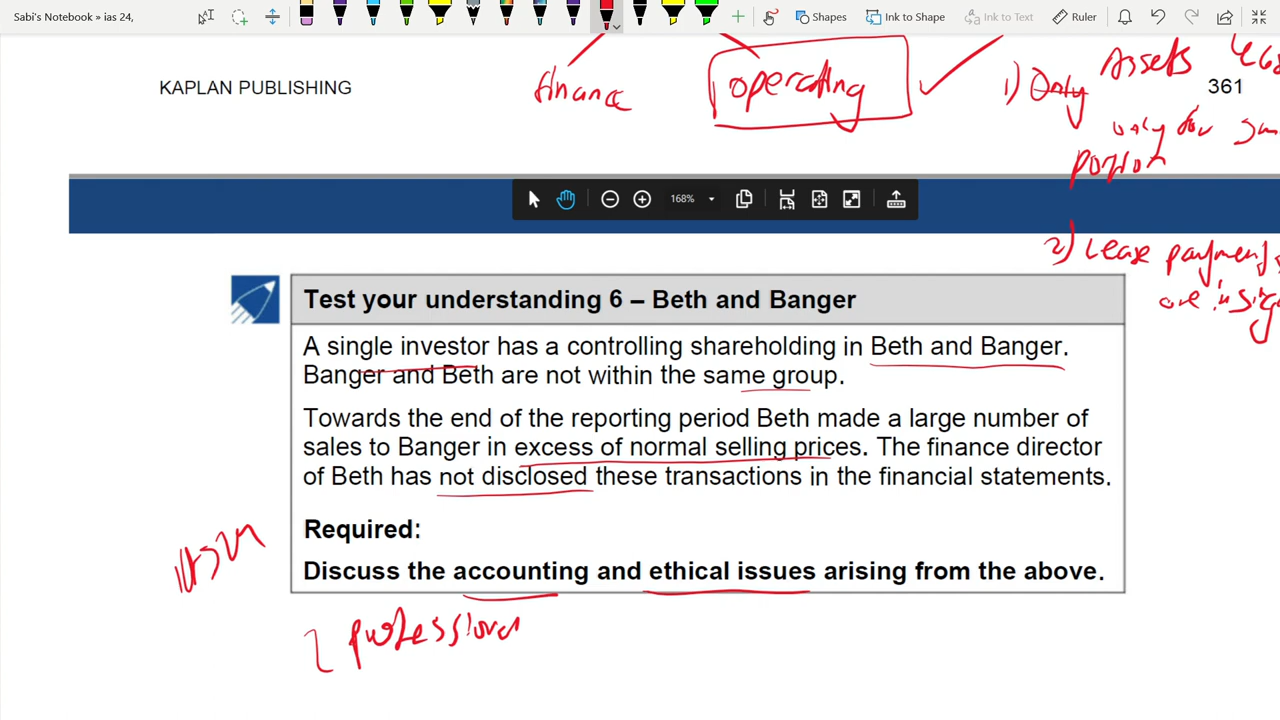 Sabi's Notebook » ias 24,
Shapes
Ink to Shape
Ink to Text
Ruler
KAPLAN PUBLISHING
finance
operating
1) Only
Assets
361
only for
portion
168%
2) Lease payments
are
Test your understanding 6 – Beth and Banger
A single investor has a controlling shareholding in Beth and Banger.
Banger and Beth are not within the same group.
Towards the end of the reporting period Beth made a large number of
sales to Banger in excess of normal selling prices. The finance director
of Beth has not disclosed these transactions in the financial statements.
Required:
Discuss the accounting and ethical issues arising from the above.
professional